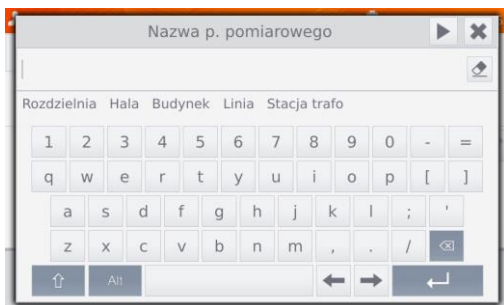 Nazwa p. pomiarowego
Rozdzielnia Hala Budynek Linia Stacja trafo
1 2 3 4 5 6 7 8 9 0 - =
q w e r t y u i o p [ ]
a s d f g h j k l ; '
z x c v b n m , . /
Alt